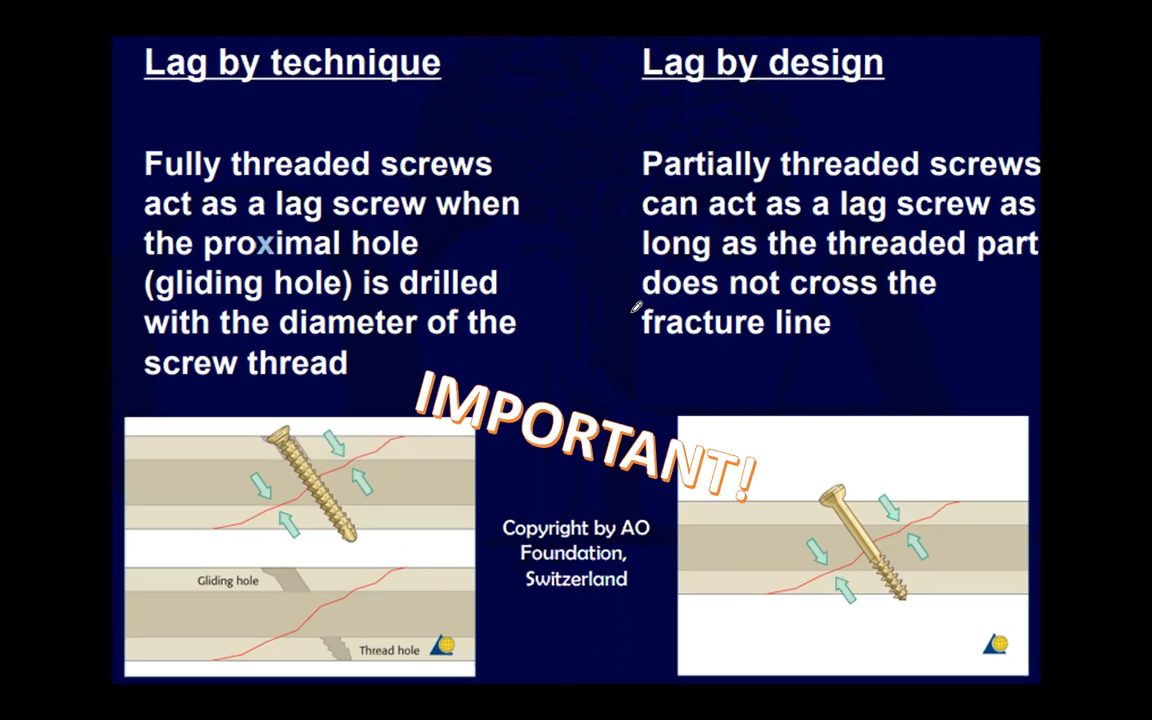 Lag by technique
Fully threaded screws
act as a lag screw when
the proximal hole
(gliding hole) is drilled
with the diameter of the
screw thread
Lag by design
Partially threaded screws
can act as a lag screw as
long as the threaded part
does not cross the
fracture line
IMPORTANT!
Copyright by AO
Foundation,
Switzerland
Gliding hole
Thread hole